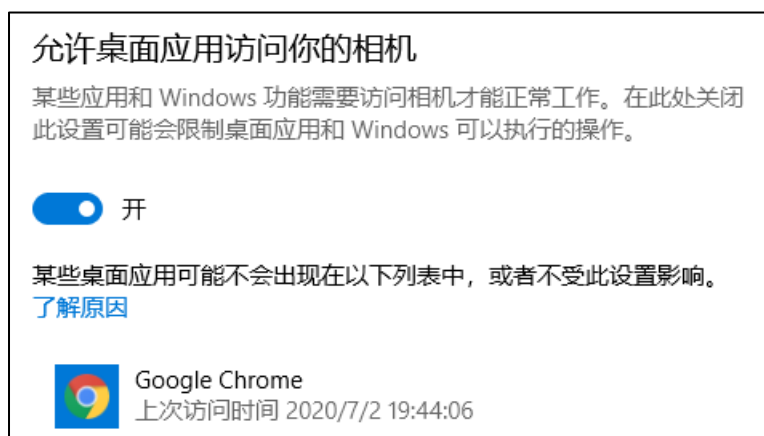 允许桌面应用访问你的相机
某些应用和 Windows 功能需要访问相机才能正常工作。在此处关闭
此设置可能会限制桌面应用和 Windows 可以执行的操作。
开
某些桌面应用可能不会出现在以下列表中，或者不受此设置影响。
了解原因
Google Chrome
上次访问时间 2020/7/2 19:44:06